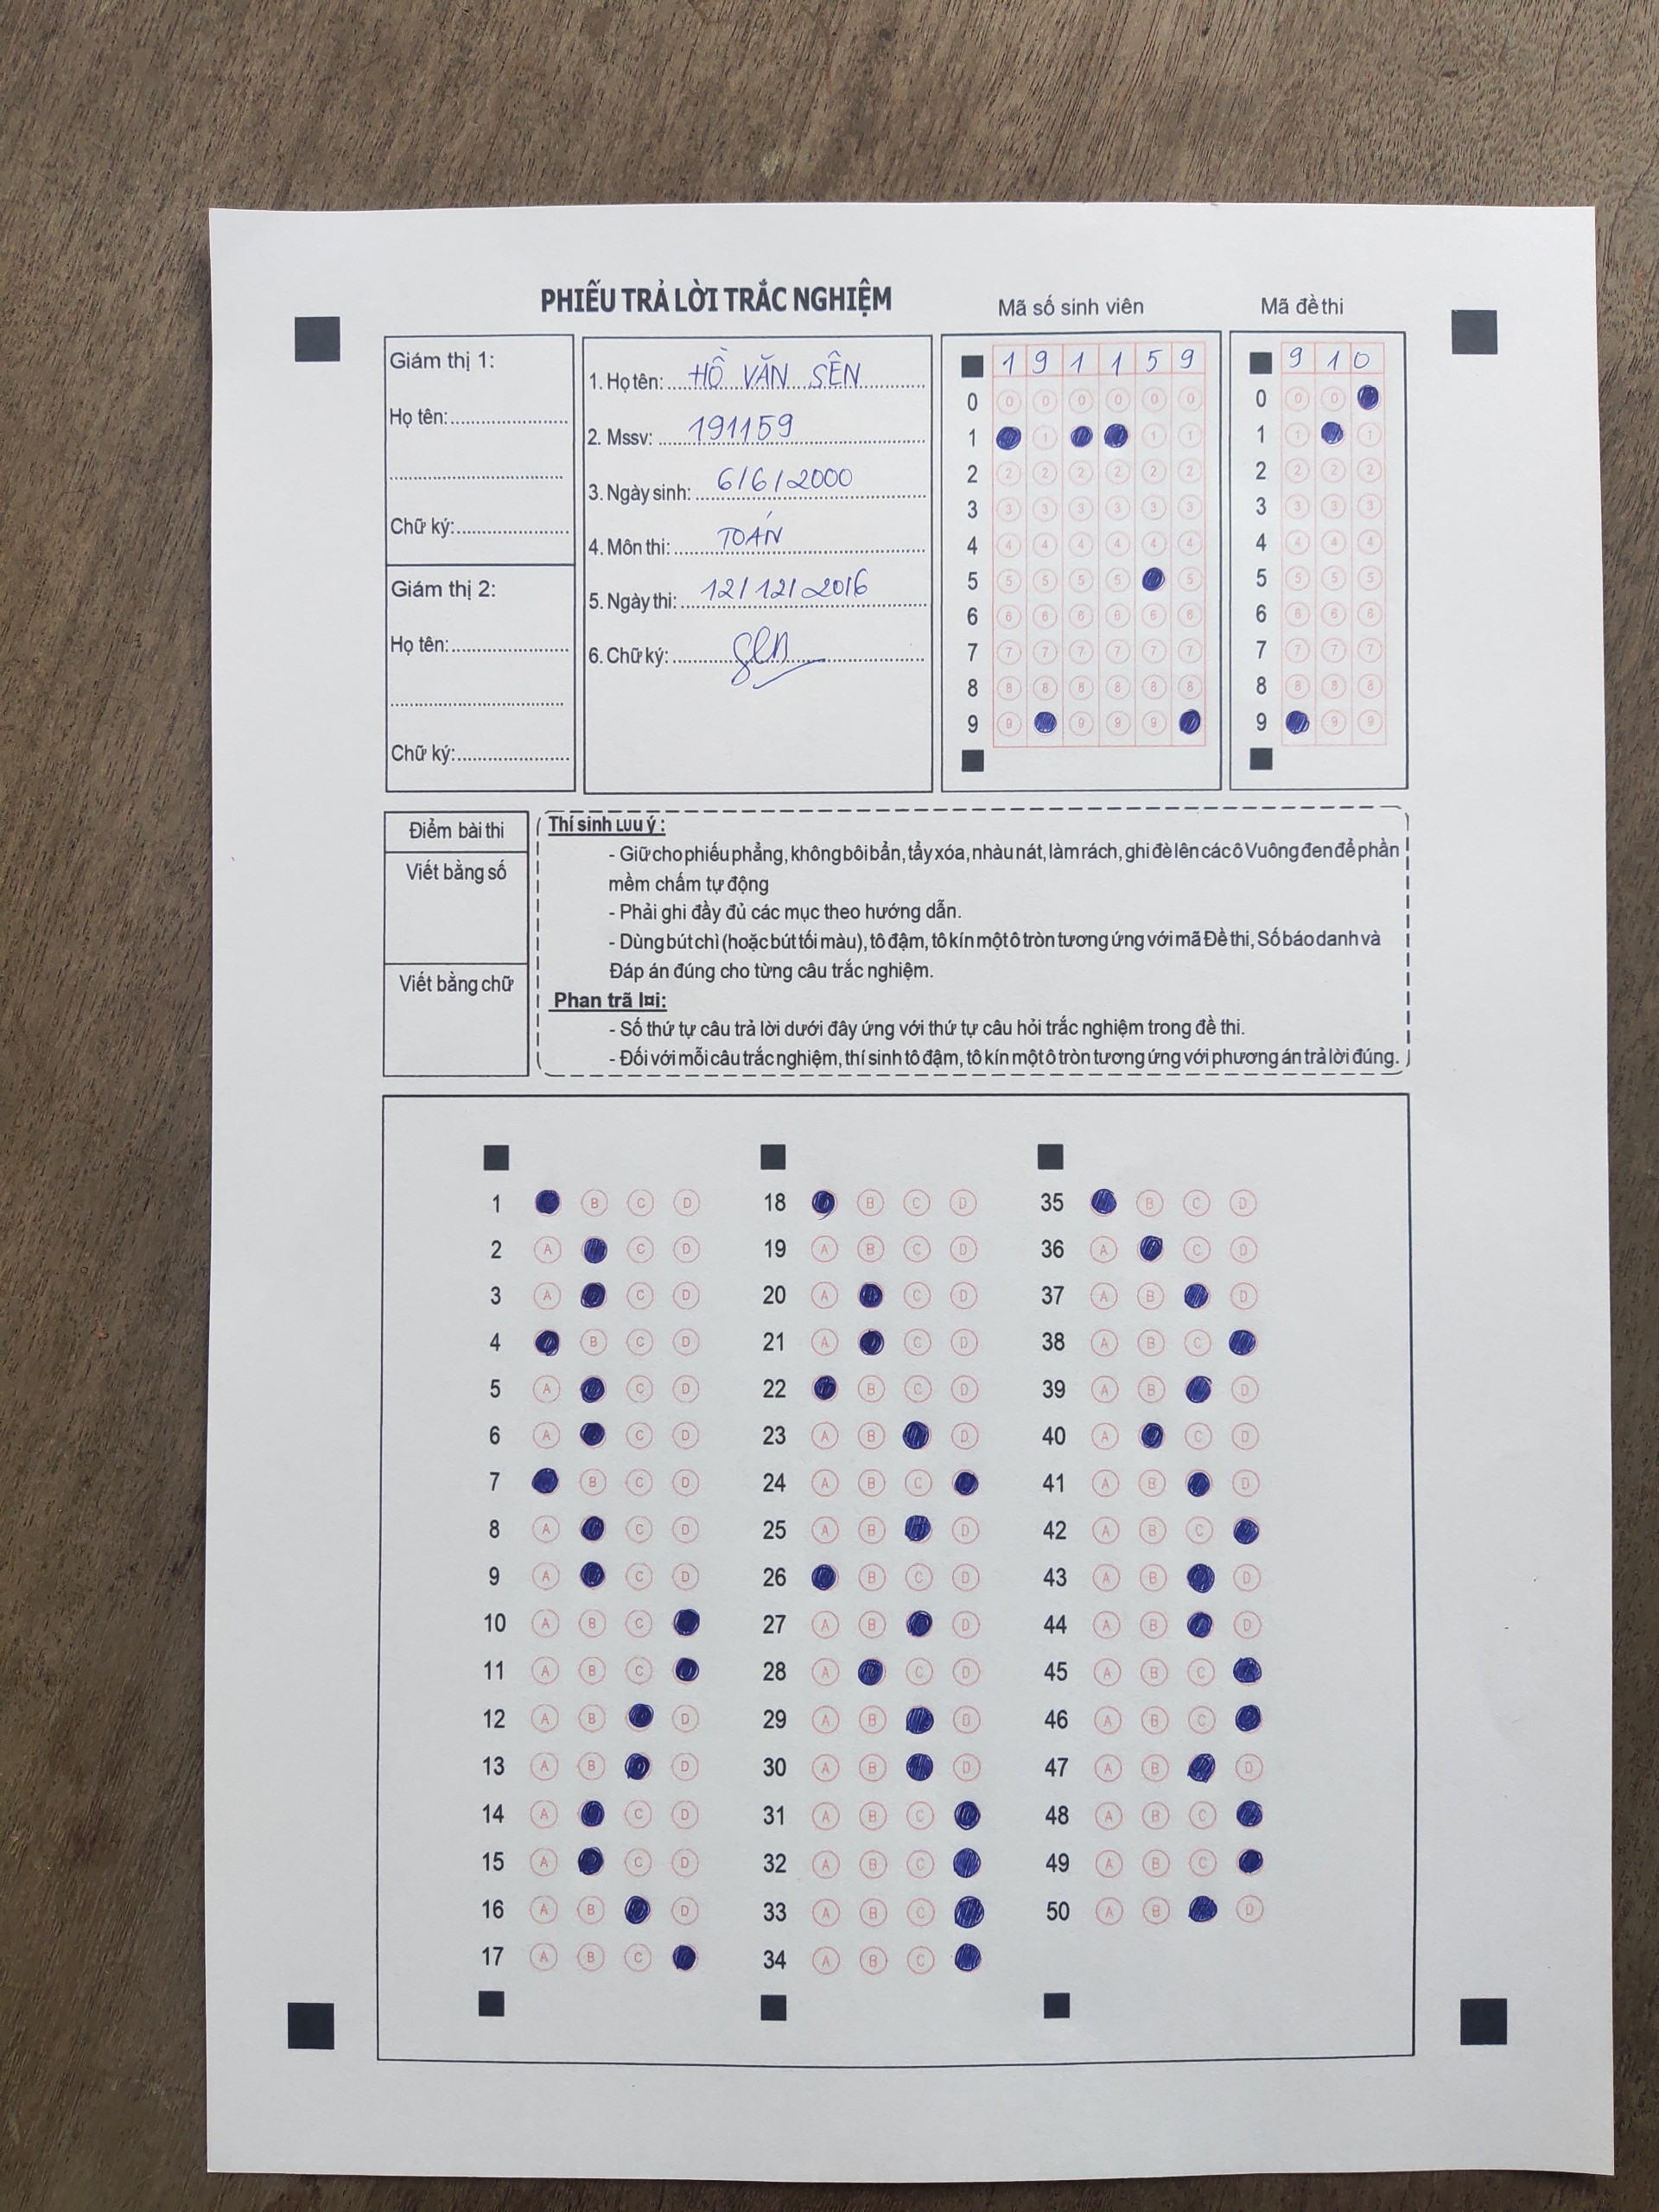 PHIẾU TRẢ LỜI TRẮC NGHIỆM
Mã số sinh viên
Mã đề thi
Giám thị 1:
Họ tên:
Chữ ký:
Giám thị 2:
Họ tên:
Chữ ký:
1. Họ tên: HỒ VĂN SÊN
2. Mssv: 191159
3. Ngày sinh: 6/6/2000
4. Môn thi: TOÁN
5. Ngày thi: 12/12/2016
6. Chữ ký:
1 9 1 1 5 9
0 0 0 0 0 0 0
1 1 1 1
2 2 2 2 2 2 2
3 3 3 3 3 3 3
4 4 4 4 4 4 4
5 5 5 5 5 5
6 6 6 6 6 6 6
7 7 7 7 7 7 7
8 8 8 8 8 8 8
9 9 9 9 9
9 1 0
0 0 0
1 1 1
2 2 2 2
3 3 3 3
4 4 4 4
5 5 5 5
6 6 6 6
7 7 7 7
8 8 8 8
9 9 9
Điểm bài thi
Viết bằng số
Viết bằng chữ
Thí sinh LƯU ý :
- Giữ cho phiếu phẳng, không bôi bẩn, tẩy xóa, nhàu nát, làm rách, ghi đè lên các ô Vuông đen để phần
mềm chấm tự động
- Phải ghi đầy đủ các mục theo hướng dẫn.
- Dùng bút chì (hoặc bút tối màu), tô đậm, tô kín một ô tròn tương ứng với mã Đề thi, Số báo danh và
Đáp án đúng cho từng câu trắc nghiệm.
Phan trã l¤i:
- Số thứ tự câu trả lời dưới đây ứng với thứ tự câu hỏi trắc nghiệm trong đề thi.
- Đối với mỗi câu trắc nghiệm, thí sinh tô đậm, tô kín một ô tròn tương ứng với phương án trả lời đúng.
1 B C D
2 A C D
3 A C D
4 B C D
5 A C D
6 A C D
7 B C D
8 A C D
9 A C D
10 A B C
11 A B C
12 A B D
13 A B D
14 A C D
15 A C D
16 A B D
17 A B C
18 B C D
19 A B C D
20 A C D
21 A C D
22 B C D
23 A B D
24 A B C
25 A B D
26 B C D
27 A B D
28 A C D
29 A B D
30 A B D
31 A B C
32 A B C
33 A B C
34 A B C
35 B C D
36 A C D
37 A B D
38 A B C
39 A B D
40 A C D
41 A B D
42 A B C
43 A B D
44 A B D
45 A B C
46 A B C
47 A B D
48 A B C
49 A B C
50 A B D